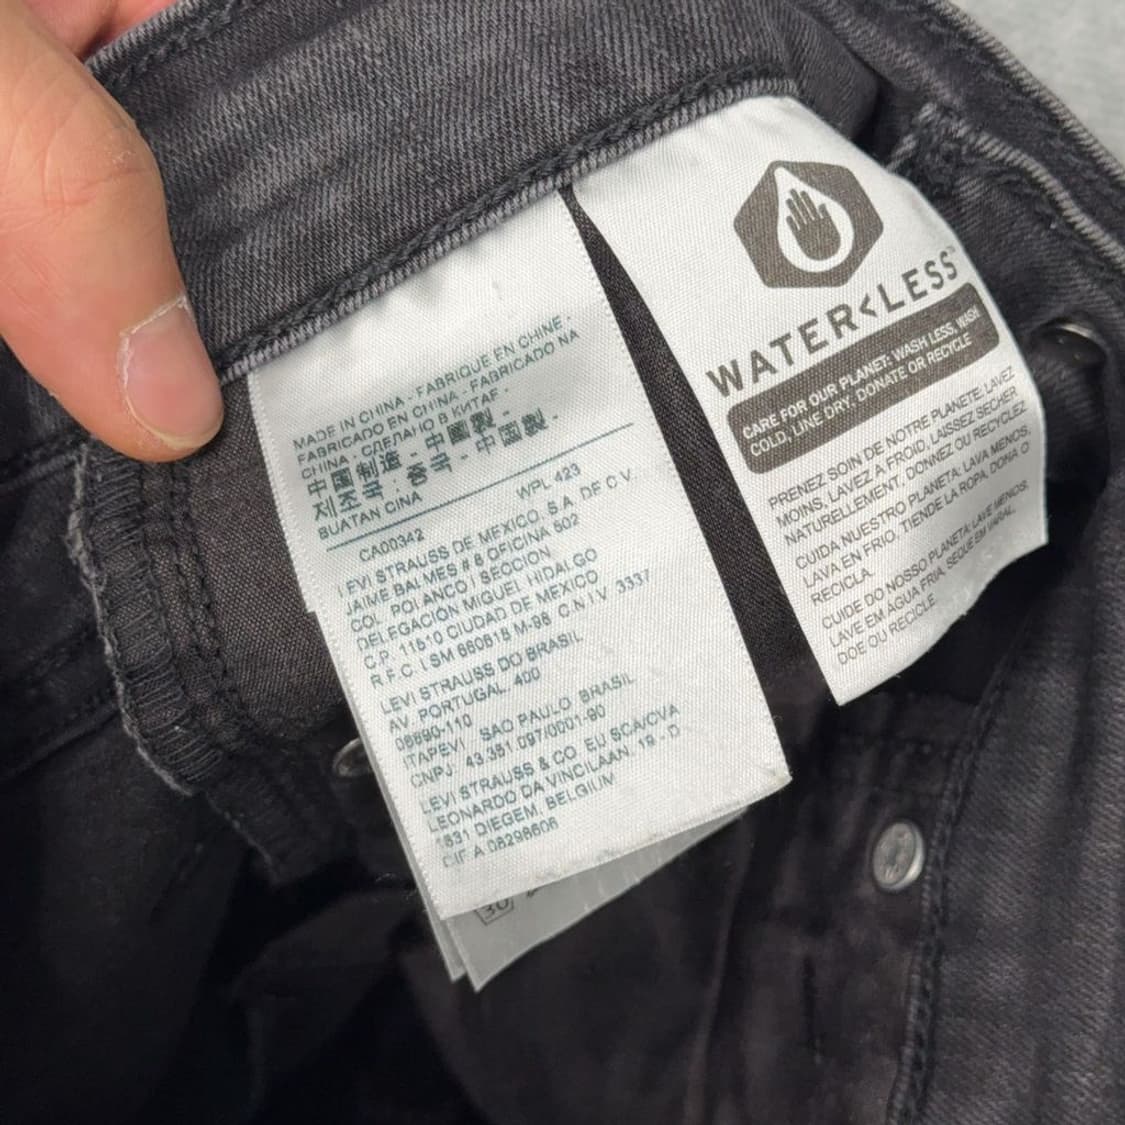 MADE IN CHINA - FABRIQUE EN CHINE -
FABRICADO EN CHINA - FABRICADO NA
CHINA - СДЕЛАНО В КИТАЕ -
中国制造 - 中國製 -
제조국 : 중국 - 中国製 -
BUATAN CINA
WPL 423
CA00342
LEVI STRAUSS DE MEXICO, S.A. DE C.V.
JAIME BALMES # 8 OFICINA 502
COL. POLANCO I SECCION
DELEGACIÓN MIGUEL HIDALGO
C.P. 11510 CIUDAD DE MEXICO
R.F.C. LSM 660618 M-98 C.N.I.V. 3337
LEVI STRAUSS DO BRASIL
AV. PORTUGAL, 400
06690-110
ITAPEVI, SAO PAULO, BRASIL
CNPJ: 43.351.097/0001-90
LEVI STRAUSS & CO. EU SCA/CVA
LEONARDO DA VINCILAAN, 19 - D
1831 DIEGEM, BELGIUM
CIF A 08298606
30
WATER<LESS™
CARE FOR OUR PLANET: WASH LESS, WASH
COLD, LINE DRY, DONATE OR RECYCLE
PRENEZ SOIN DE NOTRE PLANETE: LAVEZ
MOINS, LAVEZ A FROID, LAISSEZ SECHER
NATURELLEMENT, DONNEZ OU RECYCLEZ
CUIDA NUESTRO PLANETA: LAVA MENOS,
LAVA EN FRIO, TIENDE LA ROPA, DONA O
RECICLA.
CUIDE DO NOSSO PLANETA: LAVE MENOS,
LAVE EM ÁGUA FRIA, SEQUE EM VARAL,
DOE OU RECICLE.